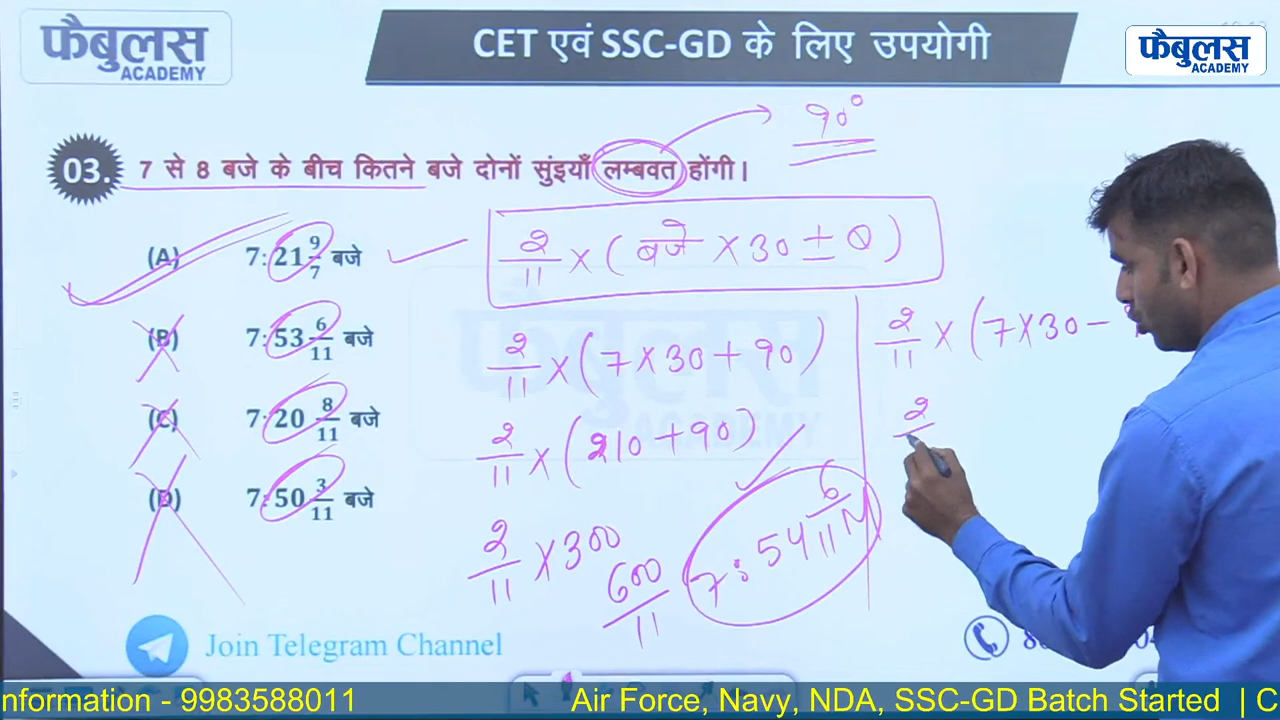 फैबुलस
ACADEMY
CET एवं SSC-GD के लिए उपयोगी
फैबुलस
ACADEMY
90°
03. 7 से 8 बजे के बीच कितने बजे दोनों सुंइयाँ लम्बवत होंगी।
(A) 7:21 9/7 बजे
(B) 7:53 6/11 बजे
(C) 7:20 8/11 बजे
(D) 7:50 3/11 बजे
2/11 × (बजे × 30 ± θ)
2/11 × (7 × 30 + 90)
2/11 × (210 + 90)
2/11 × 300
600/11
7:54 6/11
2/11 × (7 × 30 -
2
Join Telegram Channel
nformation - 9983588011 Air Force, Navy, NDA, SSC-GD Batch Started | C